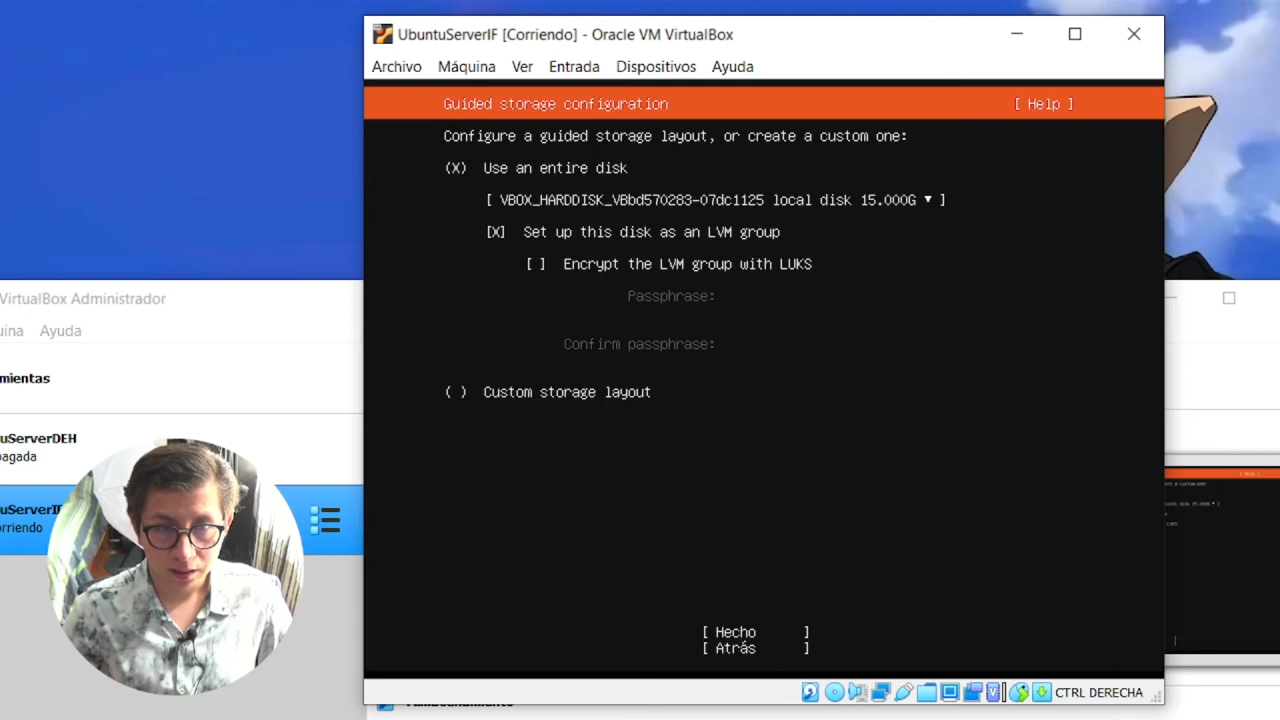 UbuntuServerIF [Corriendo] - Oracle VM VirtualBox
Archivo Máquina Ver Entrada Dispositivos Ayuda
Guided storage configuration [ Help ]
Configure a guided storage layout, or create a custom one:
(X) Use an entire disk
[ VBOX_HARDDISK_VBbd570283-07dc1125 local disk 15.000G ▾ ]
[X] Set up this disk as an LVM group
[ ] Encrypt the LVM group with LUKS
Passphrase:
Confirm passphrase:
( ) Custom storage layout
[ Hecho ]
[ Atrás ]
CTRL DERECHA
VirtualBox Administrador
uina Ayuda
mientas
uServerDEH
pagada
uServerI
orriendo